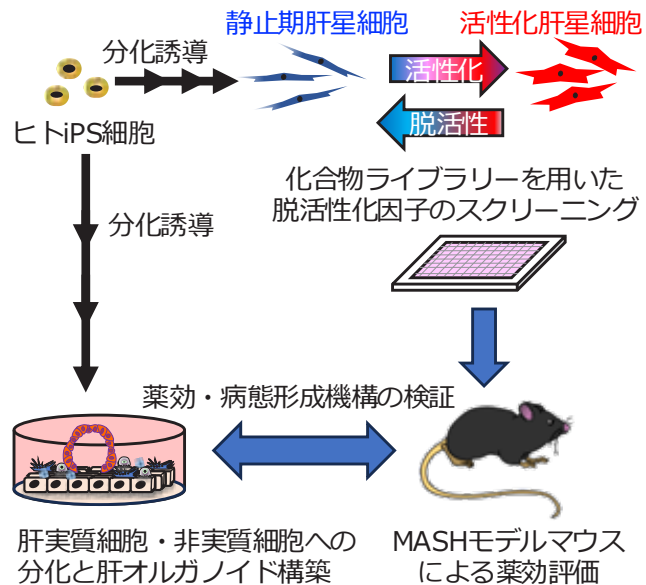 静止期肝星細胞
活性化肝星細胞
分化誘導
活性化
脱活性
ヒトiPS細胞
化合物ライブラリーを用いた
脱活性化因子のスクリーニング
分化誘導
薬効・病態形成機構の検証
肝実質細胞・非実質細胞への
分化と肝オルガノイド構築
MASHモデルマウス
による薬効評価